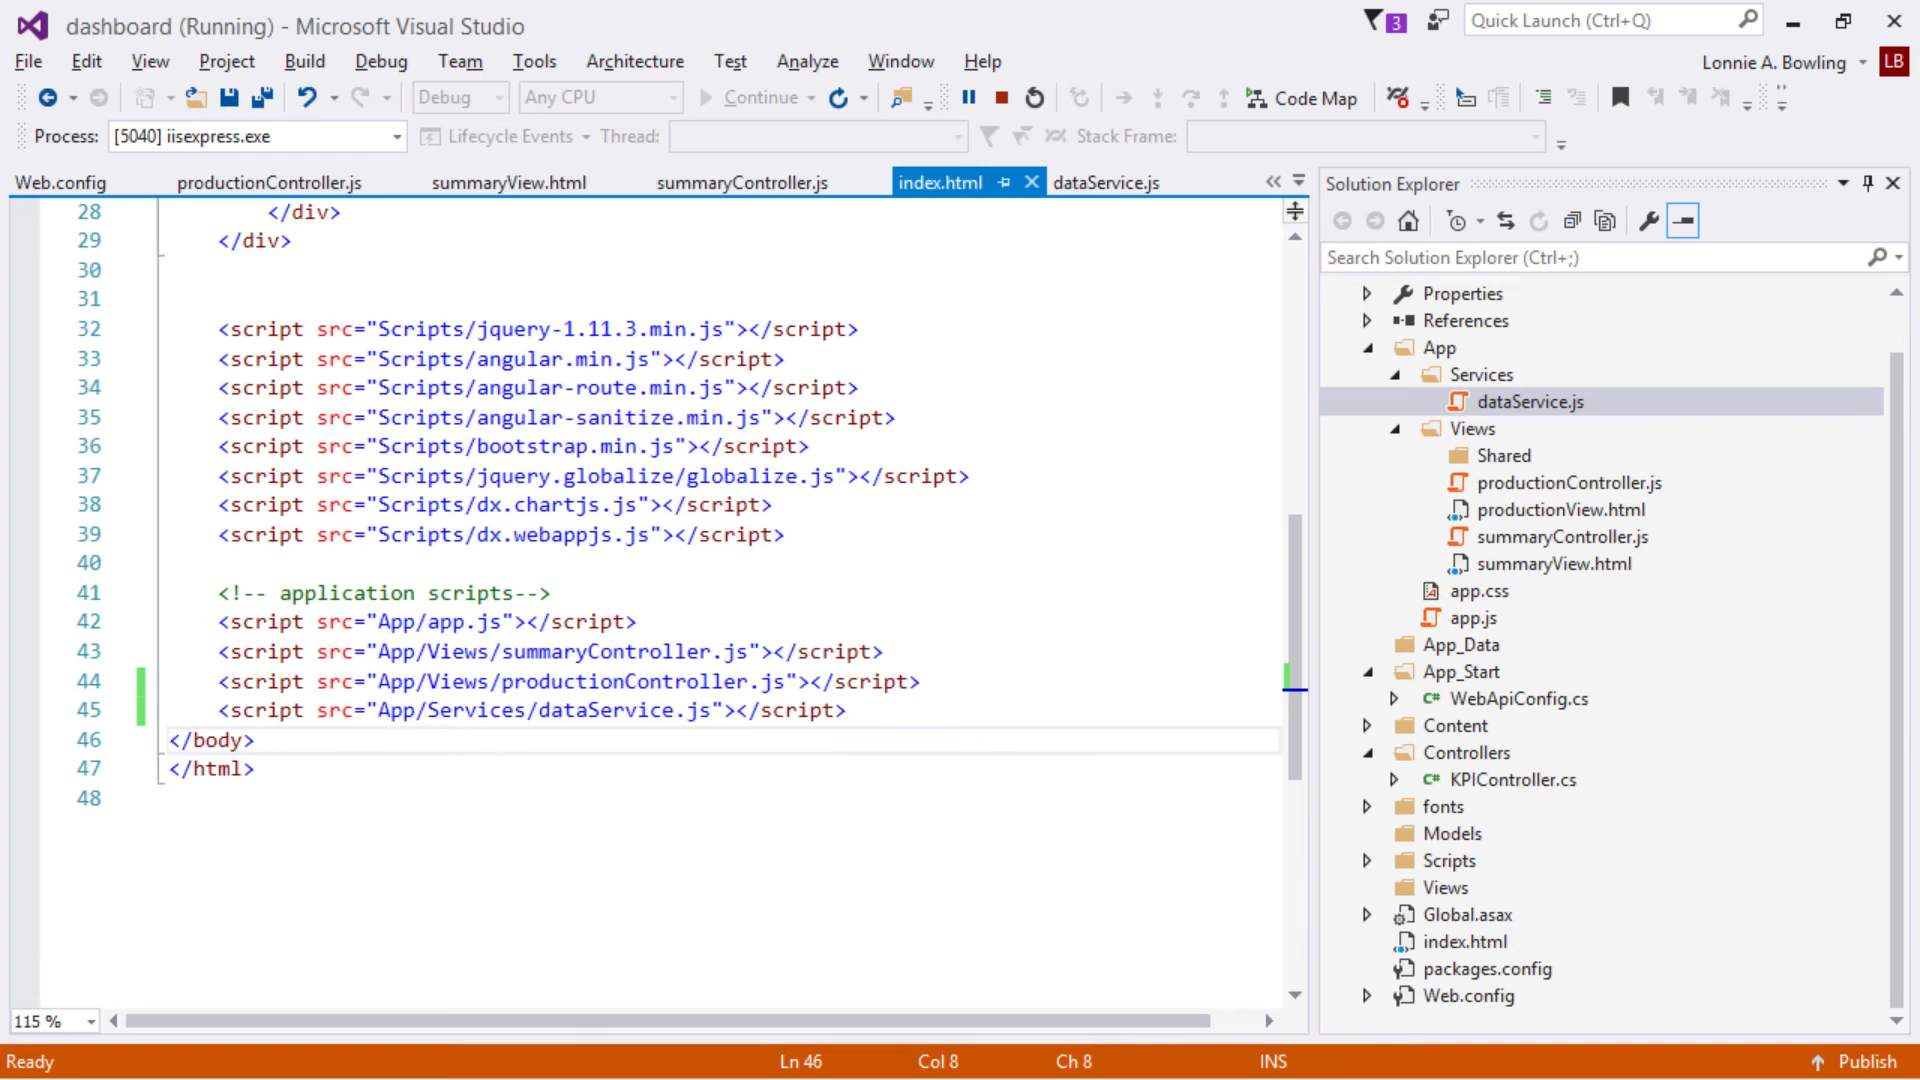 dashboard (Running) - Microsoft Visual Studio
3
Quick Launch (Ctrl+Q)
File Edit View Project Build Debug Team Tools Test Architecture Analyze Window Help
Lonnie A. Bowling LB
Debug Any CPU Continue Code Map
Process: [5040] iisexpress.exe Lifecycle Events Thread: Stack Frame:
Web.config productionController.js summaryView.html summaryController.js index.html dataService.js
28 </div>
29 </div>
30
31
32 <script src="Scripts/jquery-1.11.3.min.js"></script>
33 <script src="Scripts/angular.min.js"></script>
34 <script src="Scripts/angular-route.min.js"></script>
35 <script src="Scripts/angular-sanitize.min.js"></script>
36 <script src="Scripts/bootstrap.min.js"></script>
37 <script src="Scripts/jquery.globalize/globalize.js"></script>
38 <script src="Scripts/dx.chartjs.js"></script>
39 <script src="Scripts/dx.webappjs.js"></script>
40
41 <!-- application scripts-->
42 <script src="App/app.js"></script>
43 <script src="App/Views/summaryController.js"></script>
44 <script src="App/Views/productionController.js"></script>
45 <script src="App/Services/dataService.js"></script>
46 </body>
47 </html>
48
115 %
Solution Explorer
Search Solution Explorer (Ctrl+;)
Properties
References
App
Services
dataService.js
Views
Shared
productionController.js
productionView.html
summaryController.js
summaryView.html
app.css
app.js
App_Data
App_Start
C# WebApiConfig.cs
Content
Controllers
C# KPIController.cs
fonts
Models
Scripts
Views
Global.asax
index.html
packages.config
Web.config
Ready Ln 46 Col 8 Ch 8 INS Publish